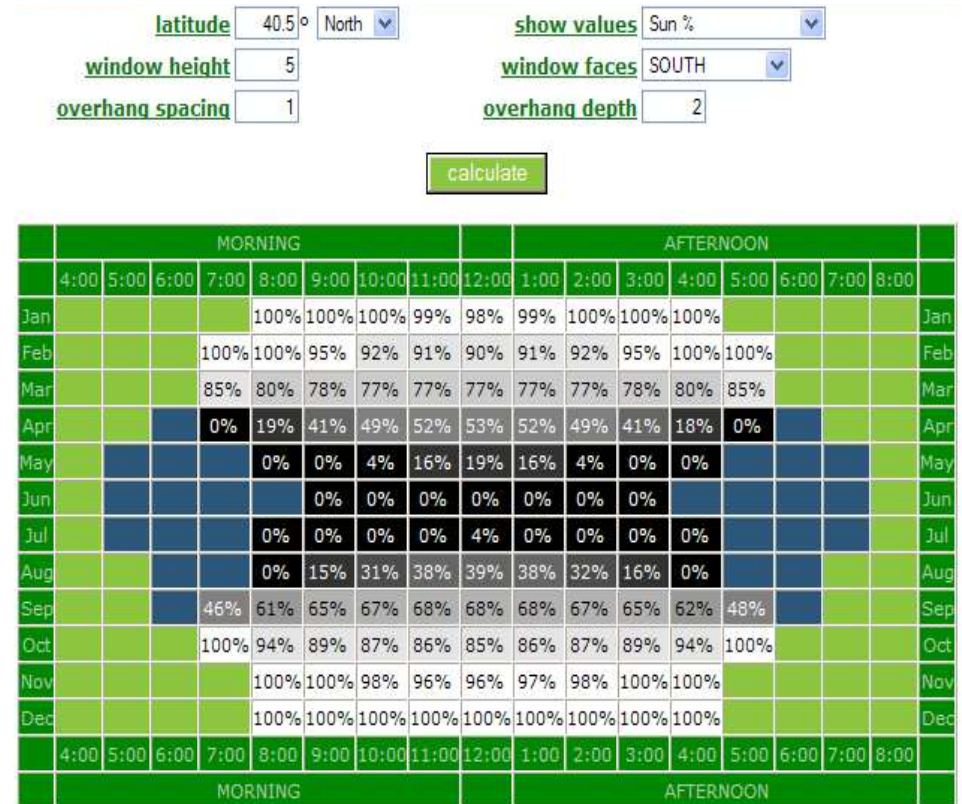 latitude 40.5° North show values Sun %
window height 5 window faces SOUTH
overhang spacing 1 overhang depth 2
calculate
MORNING AFTERNOON
4:00 5:00 6:00 7:00 8:00 9:00 10:00 11:00 12:00 1:00 2:00 3:00 4:00 5:00 6:00 7:00 8:00
Jan 100% 100% 100% 99% 98% 99% 100% 100% 100% Jan
Feb 100% 100% 95% 92% 91% 90% 91% 92% 95% 100% 100% Feb
Mar 85% 80% 78% 77% 77% 77% 77% 77% 78% 80% 85% Mar
Apr 0% 19% 41% 49% 52% 53% 52% 49% 41% 18% 0% Apr
May 0% 0% 4% 16% 19% 16% 4% 0% 0% May
Jun 0% 0% 0% 0% 0% 0% 0% Jun
Jul 0% 0% 0% 0% 4% 0% 0% 0% 0% Jul
Aug 0% 15% 31% 38% 39% 38% 32% 16% 0% Aug
Sep 46% 61% 65% 67% 68% 68% 68% 67% 65% 62% 48% Sep
Oct 100% 94% 89% 87% 86% 85% 86% 87% 89% 94% 100% Oct
Nov 100% 100% 98% 96% 96% 97% 98% 100% 100% Nov
Dec 100% 100% 100% 100% 100% 100% 100% 100% 100% Dec
4:00 5:00 6:00 7:00 8:00 9:00 10:00 11:00 12:00 1:00 2:00 3:00 4:00 5:00 6:00 7:00 8:00
MORNING AFTERNOON